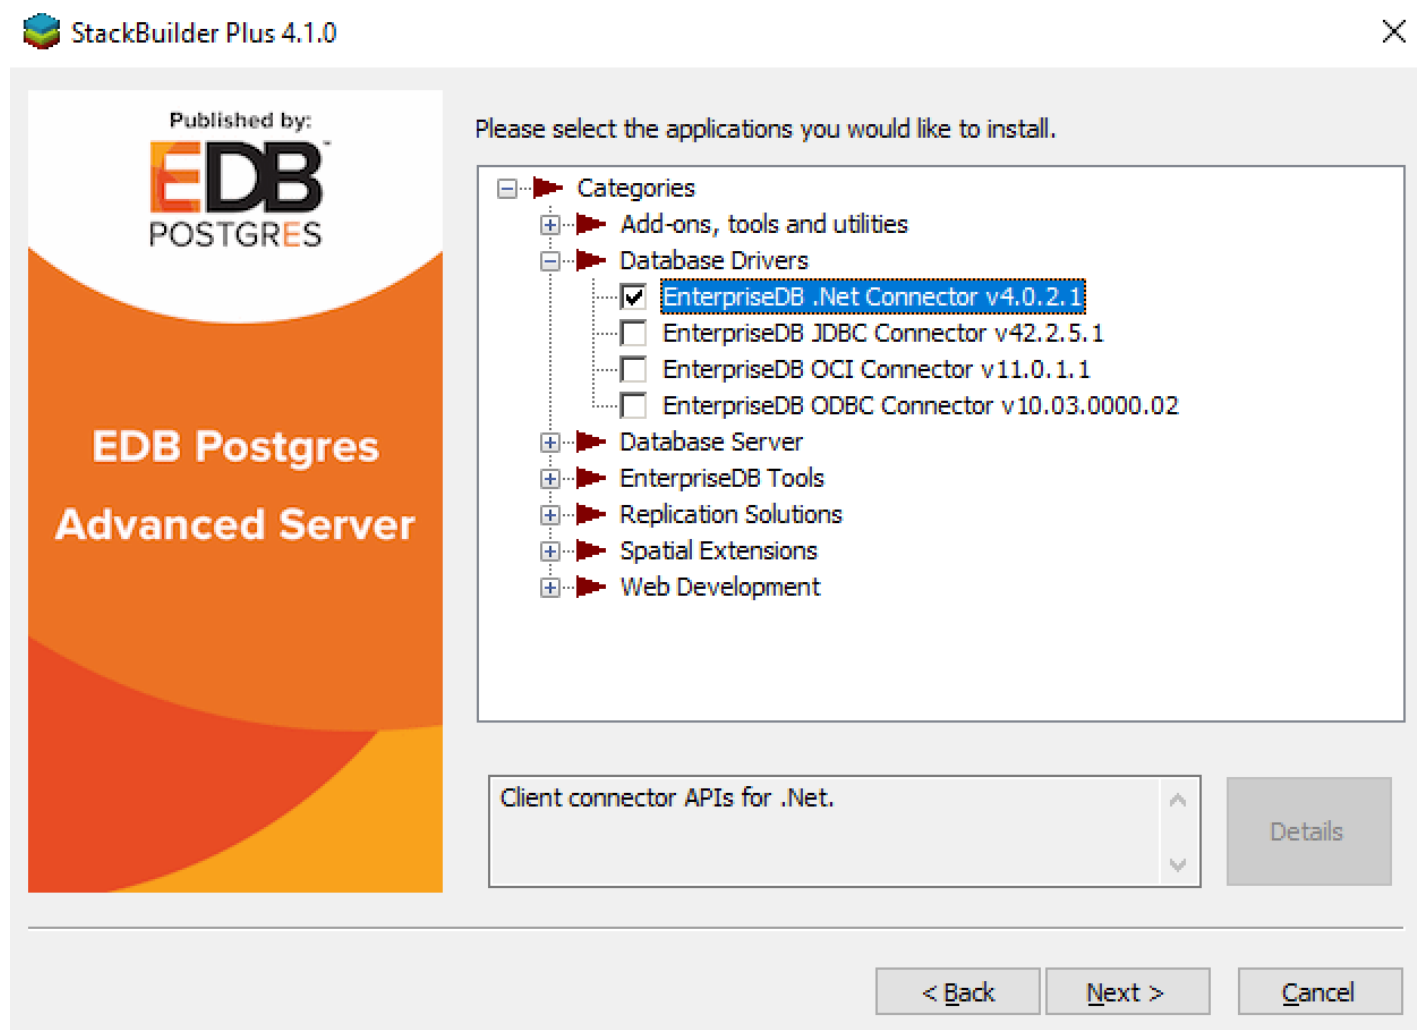 StackBuilder Plus 4.1.0
Published by:
EDB™
POSTGRES
EDB Postgres
Advanced Server
Please select the applications you would like to install.
Categories
Add-ons, tools and utilities
Database Drivers
EnterpriseDB .Net Connector v4.0.2.1
EnterpriseDB JDBC Connector v42.2.5.1
EnterpriseDB OCI Connector v11.0.1.1
EnterpriseDB ODBC Connector v10.03.0000.02
Database Server
EnterpriseDB Tools
Replication Solutions
Spatial Extensions
Web Development
Client connector APIs for .Net.
Details
< Back
Next >
Cancel